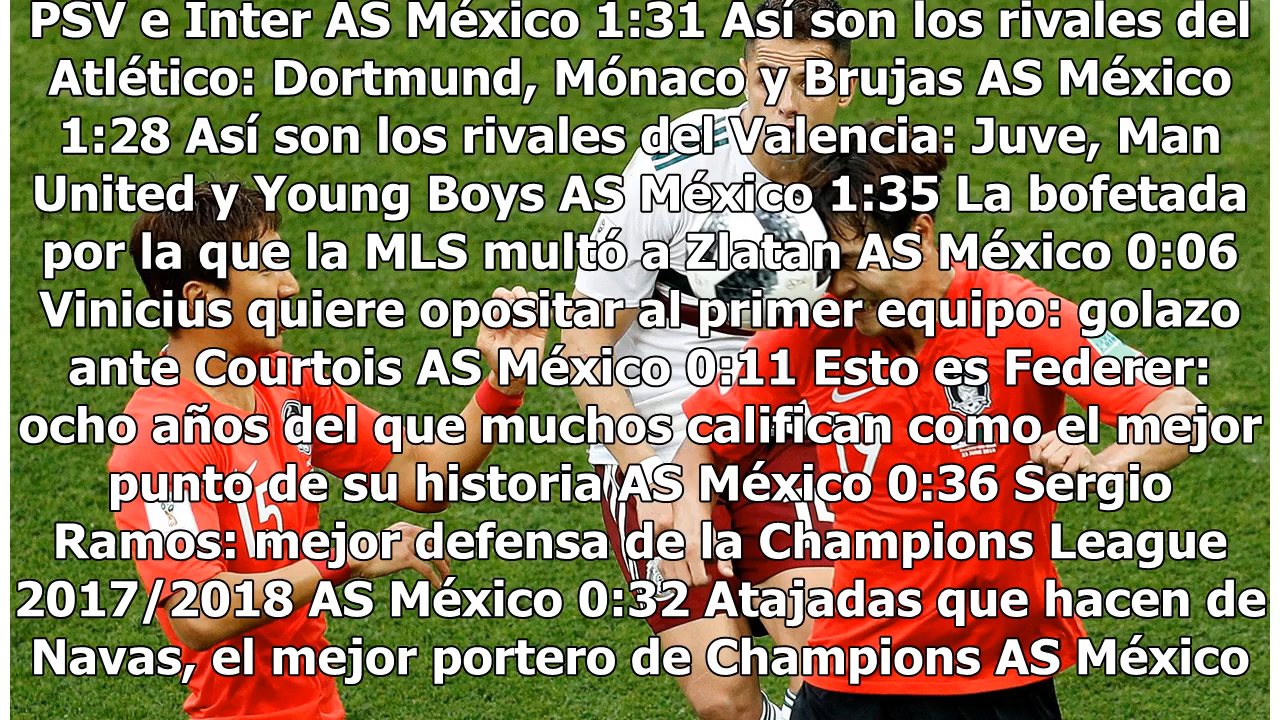 PSV e Inter AS México 1:31 Así son los rivales del
Atlético: Dortmund, Mónaco y Brujas AS México
1:28 Así son los rivales del Valencia: Juve, Man
United y Young Boys AS México 1:35 La bofetada
por la que la MLS multó a Zlatan AS México 0:06
Vinicius quiere opositar al primer equipo: golazo
ante Courtois AS México 0:11 Esto es Federer:
ocho años del que muchos califican como el mejor
punto de su historia AS México 0:36 Sergio
Ramos: mejor defensa de la Champions League
2017/2018 AS México 0:32 Atajadas que hacen de
Navas, el mejor portero de Champions AS México
19
15